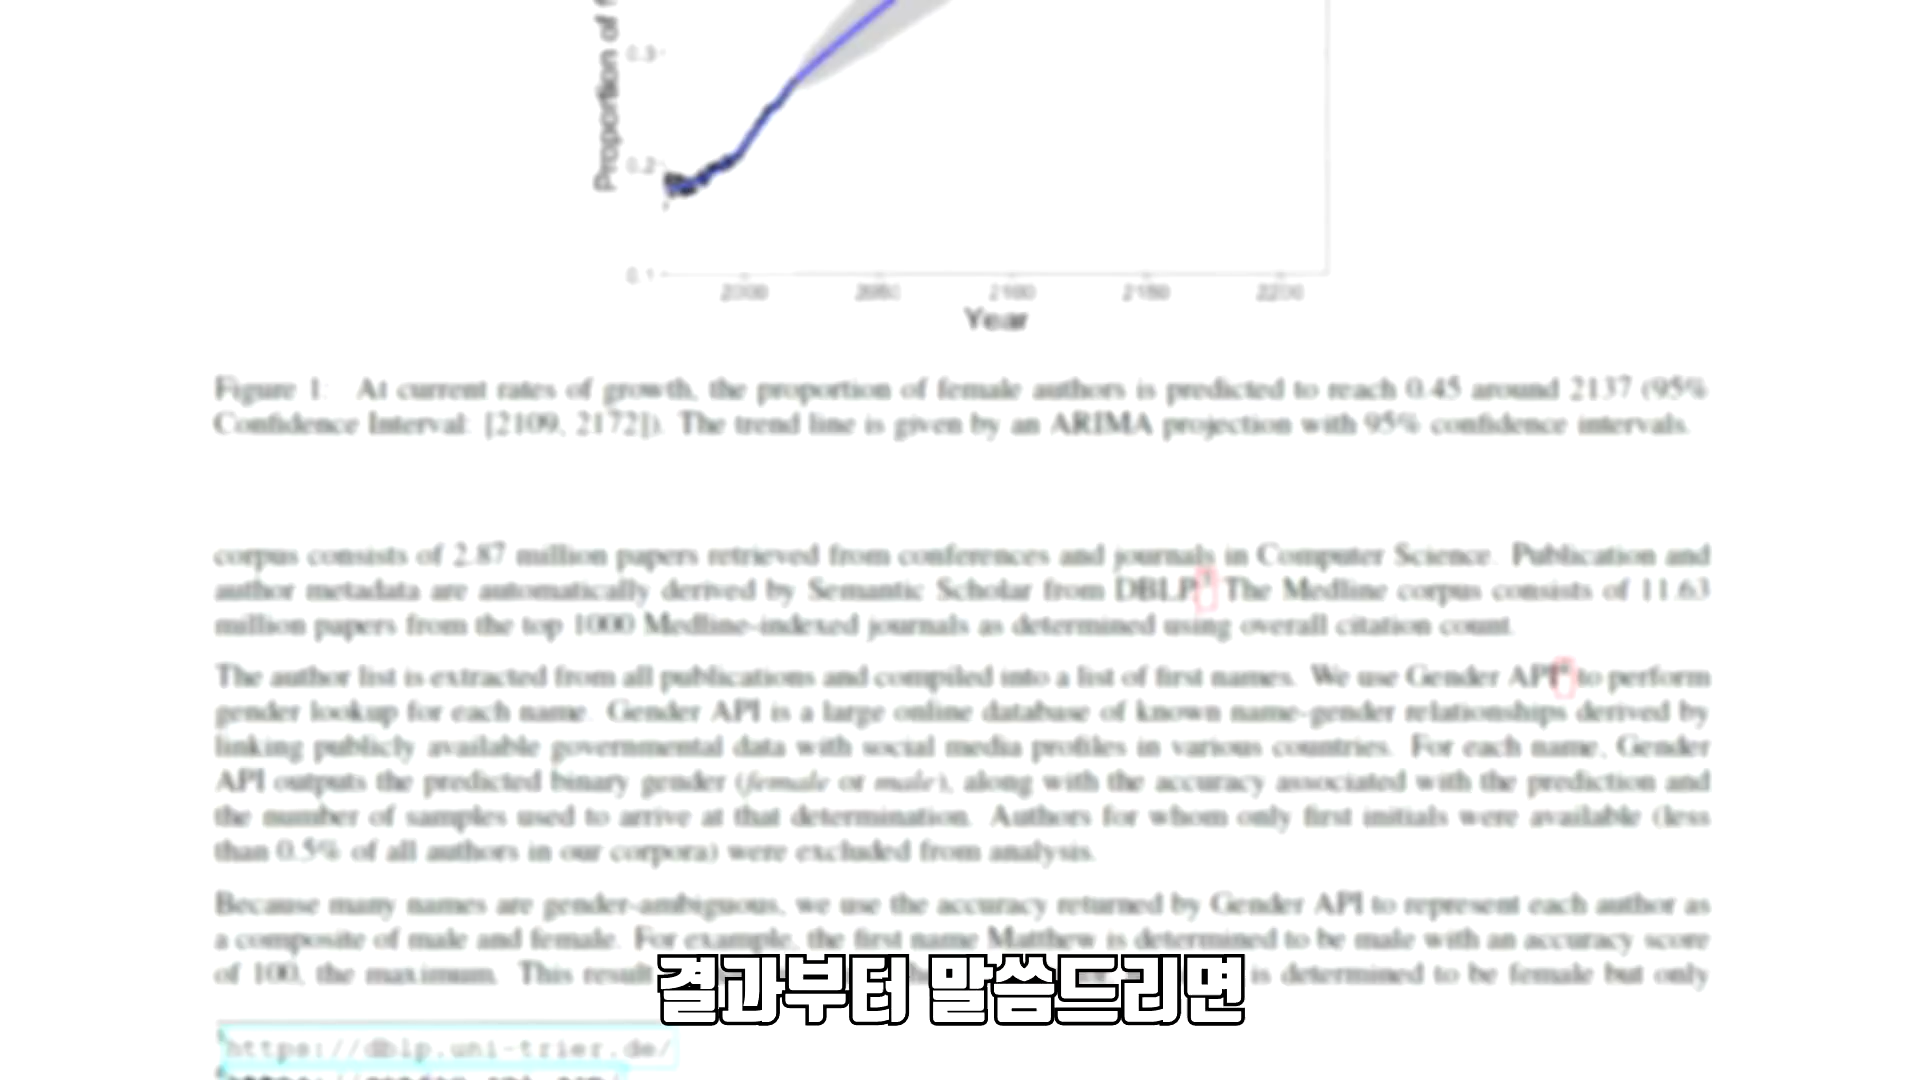 Proportion of
0.3
0.2
0.1
2000 2050 2100 2150 2200
Year
Figure 1: At current rates of growth, the proportion of female authors is predicted to reach 0.45 around 2137 (95%
Confidence Interval: [2109, 2172]). The trend line is given by an ARIMA projection with 95% confidence intervals.
corpus consists of 2.87 million papers retrieved from conferences and journals in Computer Science. Publication and
author metadata are automatically derived by Semantic Scholar from DBLP The Medline corpus consists of 11.63
million papers from the top 1000 Medline-indexed journals as determined using overall citation count.
The author list is extracted from all publications and compiled into a list of first names. We use Gender API to perform
gender lookup for each name. Gender API is a large online database of known name-gender relationships derived by
linking publicly available governmental data with social media profiles in various countries. For each name, Gender
API outputs the predicted binary gender (female or male), along with the accuracy associated with the prediction and
the number of samples used to arrive at that determination. Authors for whom only first initials were available (less
than 0.5% of all authors in our corpora) were excluded from analysis.
Because many names are gender-ambiguous, we use the accuracy returned by Gender API to represent each author as
a composite of male and female. For example, the first name Matthew is determined to be male with an accuracy score
of 100, the maximum. This result is determined to be female but only
결과부터 말씀드리면
https://dblp.uni-trier.de/